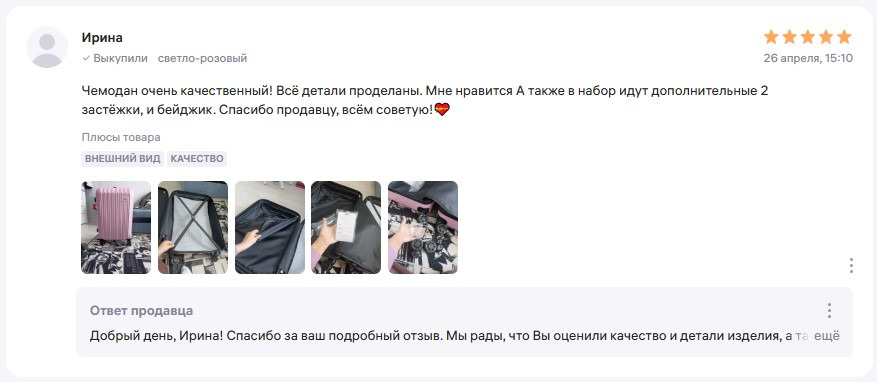 Ирина
✓ Выкупили светло-розовый
26 апреля, 15:10
Чемодан очень качественный! Всё детали проделаны. Мне нравится А также в набор идут дополнительные 2
застёжки, и бейджик. Спасибо продавцу, всём советую!
Плюсы товара
ВНЕШНИЙ ВИД КАЧЕСТВО
Ответ продавца
Добрый день, Ирина! Спасибо за ваш подробный отзыв. Мы рады, что Вы оценили качество и детали изделия, а та ещё